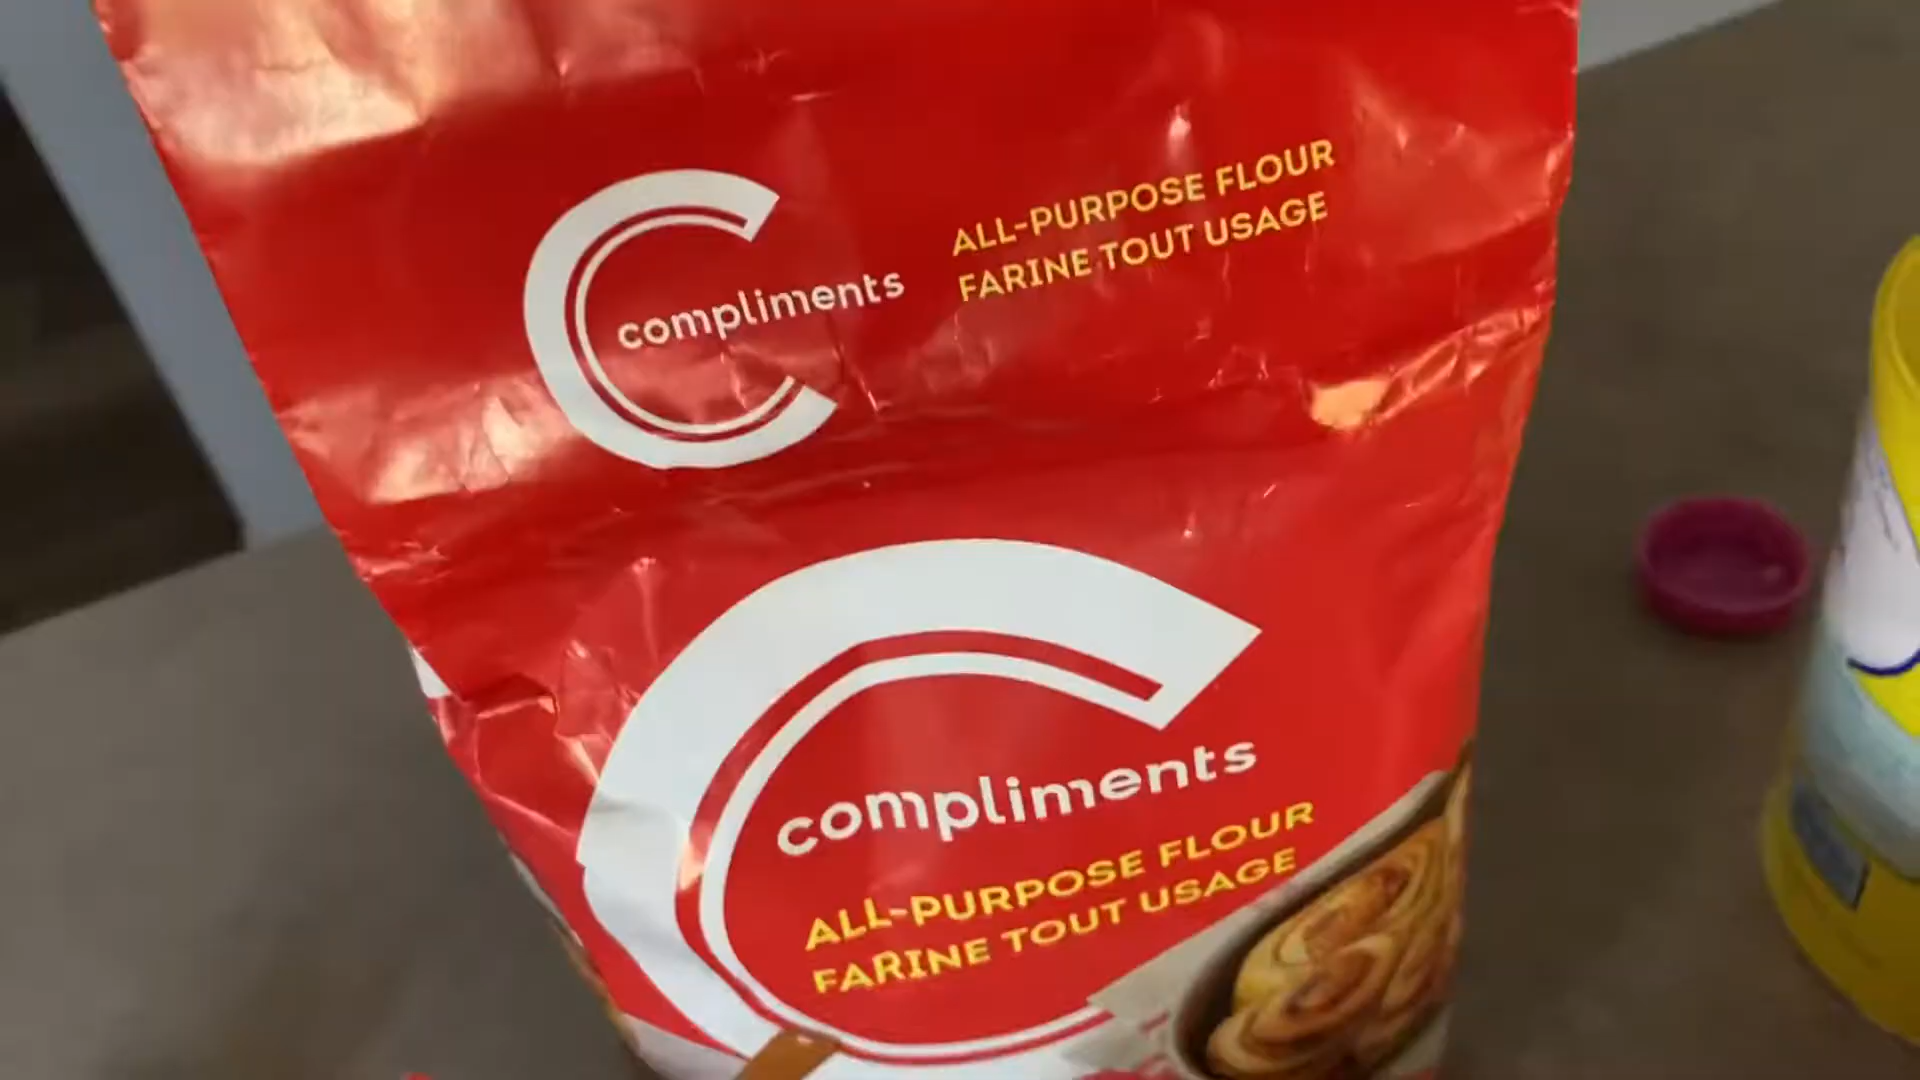 compliments
ALL-PURPOSE FLOUR
FARINE TOUT USAGE
compliments
ALL-PURPOSE FLOUR
FARINE TOUT USAGE